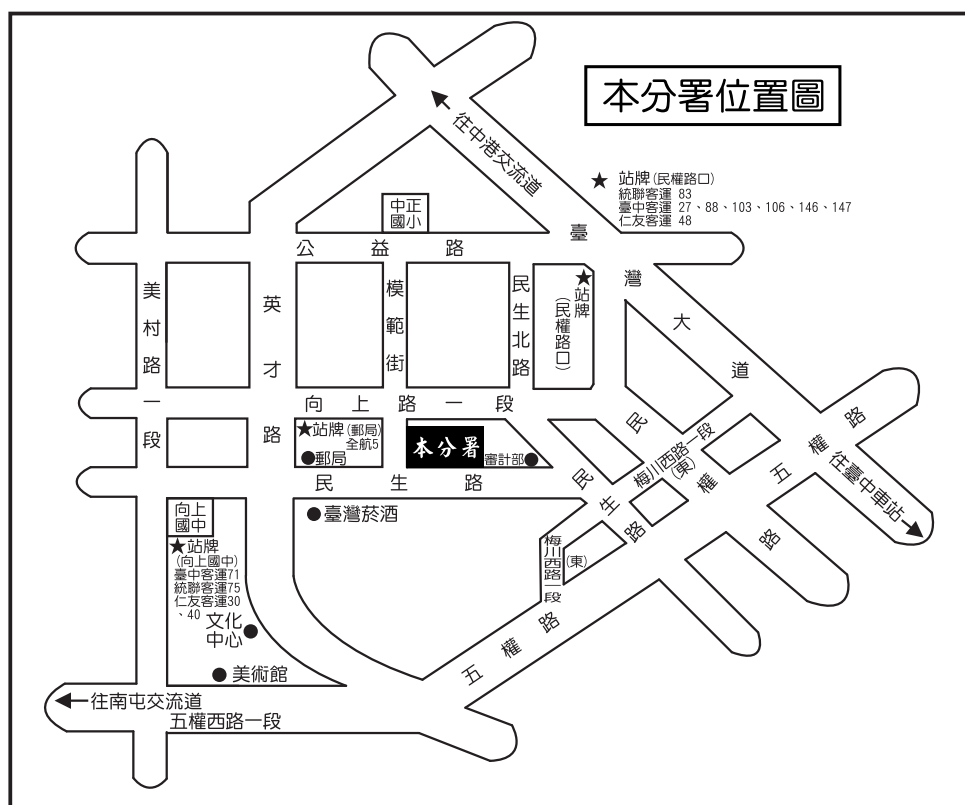 本分署位置圖
往中港交流道
站牌(民權路口)
統聯客運 83
臺中客運 27、88、103、106、146、147
仁友客運 48
中正
國小
公益路
臺灣大道
美村路一段
英才路
模範街
民生北路
站牌
(民權路口)
向上路一段
站牌(郵局)
全航5
郵局
本分署
審計部
民生路
民權路
民生路
梅川西路一段
(東)
五權路
往臺中車站
向上
國中
站牌
(向上國中)
臺中客運71
統聯客運75
仁友客運30
、40
文化
中心
美術館
臺灣菸酒
梅川西路一段
(東)
五權路
往南屯交流道
五權西路一段